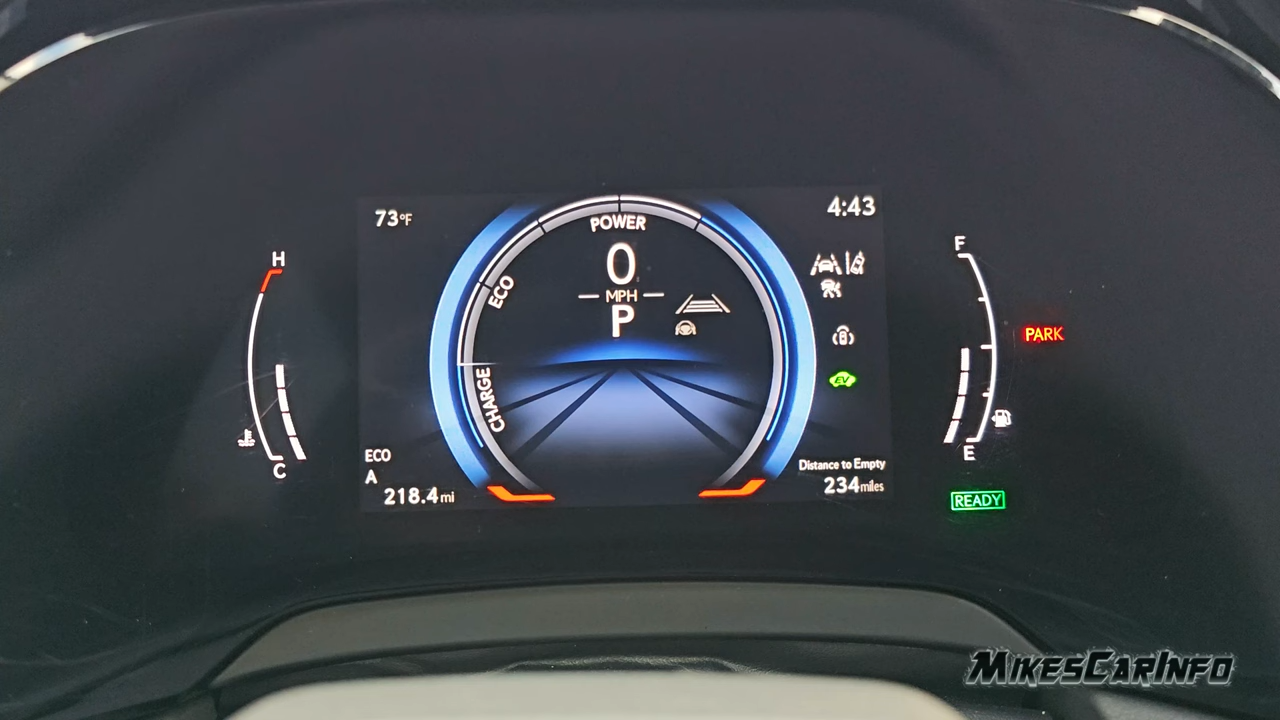 73°F
4:43
POWER
0
MPH
P
ECO
CHARGE
H
C
F
E
PARK
EV
ECO
A
218.4 mi
Distance to Empty
234 miles
READY
MIKESCARINFO